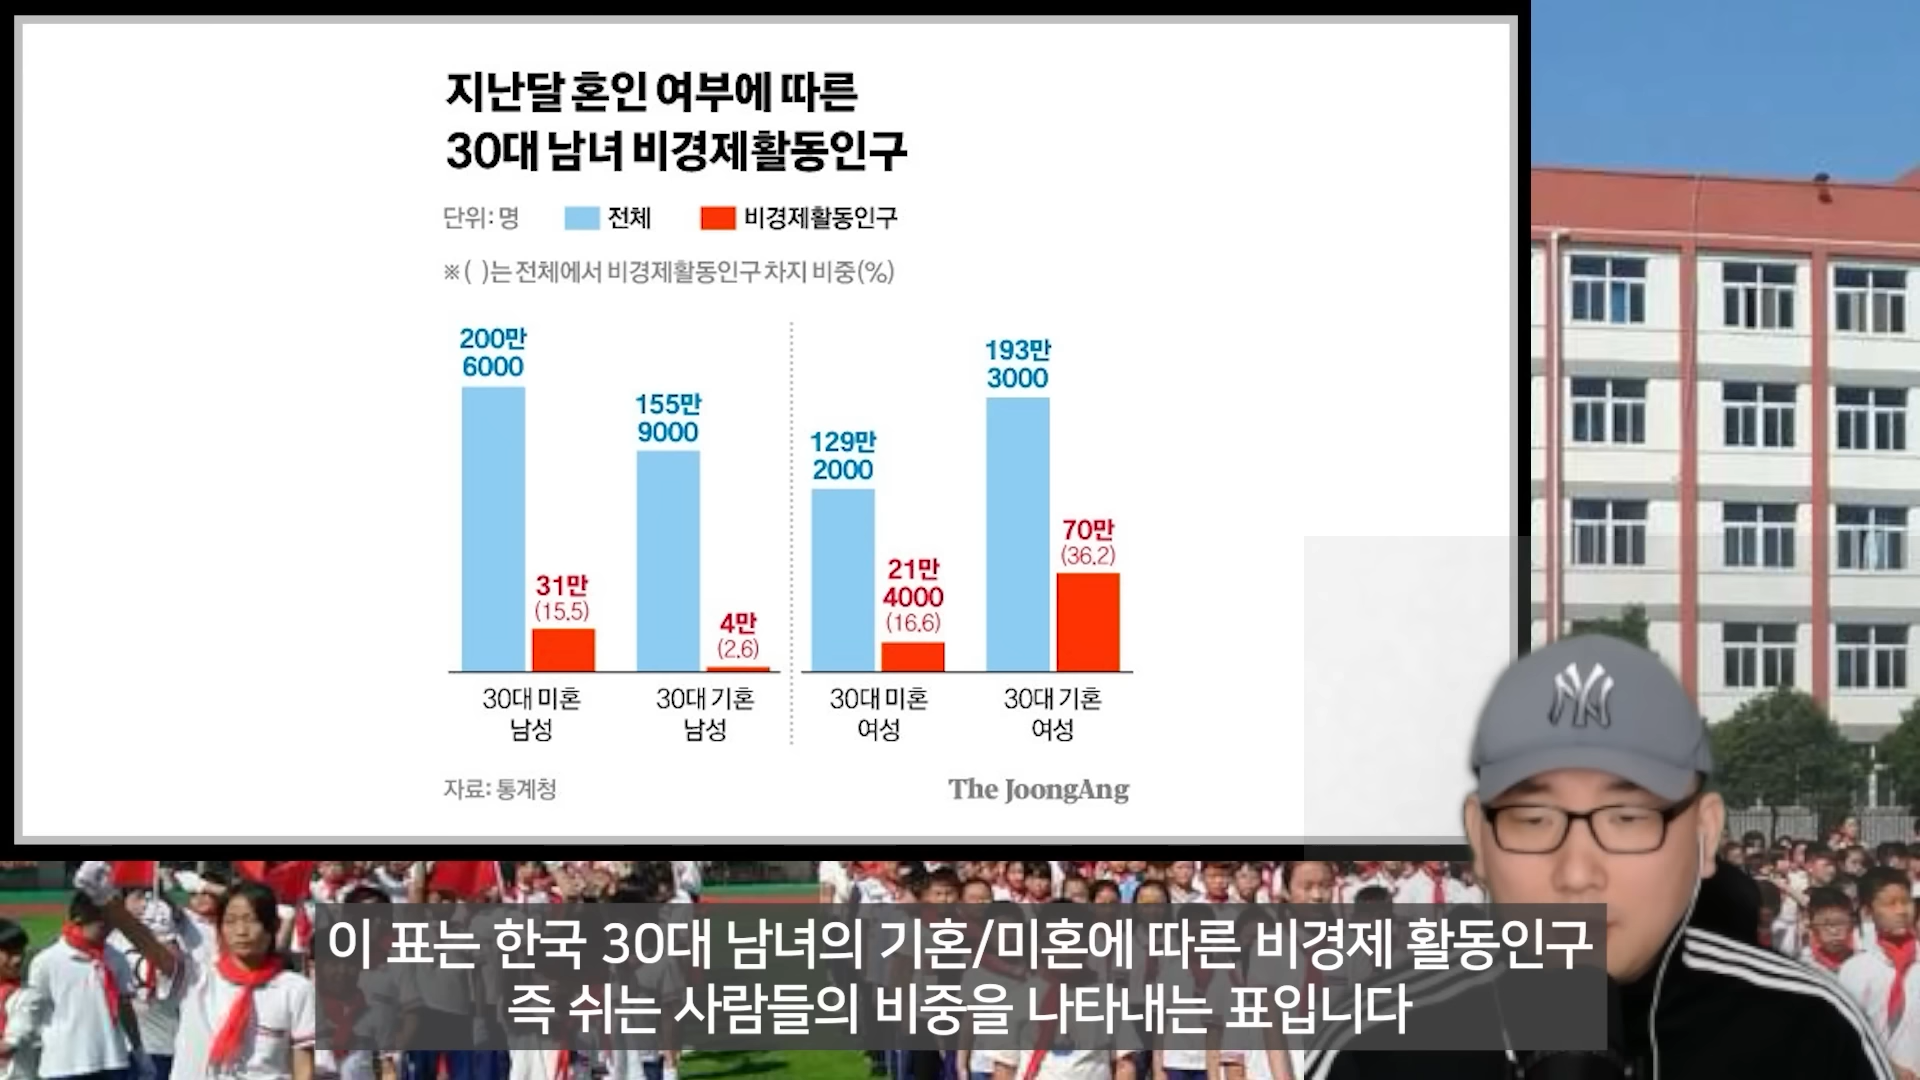 지난달 혼인 여부에 따른
30대 남녀 비경제활동인구
단위: 명 전체 비경제활동인구
※( )는 전체에서 비경제활동인구 차지 비중(%)
200만
6000
31만
(15.5)
155만
9000
4만
(2.6)
129만
2000
21만
4000
(16.6)
193만
3000
70만
(36.2)
30대 미혼
남성
30대 기혼
남성
30대 미혼
여성
30대 기혼
여성
자료: 통계청
The JoongAng
NY
이 표는 한국 30대 남녀의 기혼/미혼에 따른 비경제 활동인구
즉 쉬는 사람들의 비중을 나타내는 표입니다